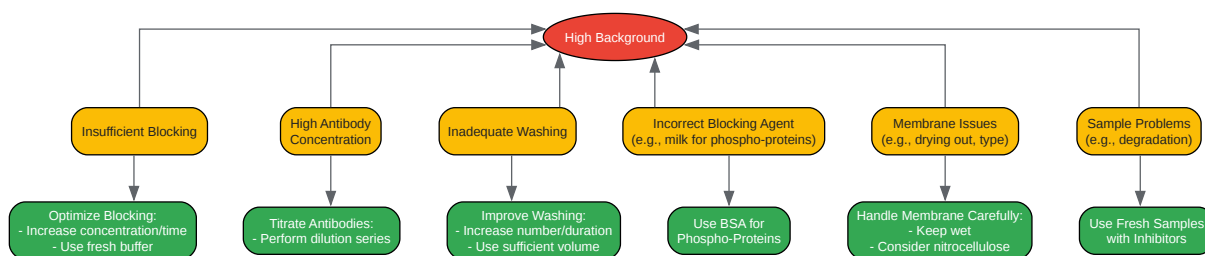 High Background
Insufficient Blocking
High Antibody
Concentration
Inadequate Washing
Incorrect Blocking Agent
(e.g., milk for phospho-proteins)
Membrane Issues
(e.g., drying out, type)
Sample Problems
(e.g., degradation)
Optimize Blocking:
- Increase concentration/time
- Use fresh buffer
Titrate Antibodies:
- Perform dilution series
Improve Washing:
- Increase number/duration
- Use sufficient volume
Use BSA for
Phospho-Proteins
Handle Membrane Carefully:
- Keep wet
- Consider nitrocellulose
Use Fresh Samples
with Inhibitors